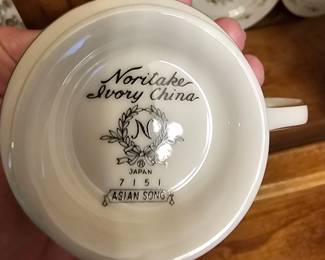 Noritake
Ivory China
N
JAPAN
7151
ASIAN SONG